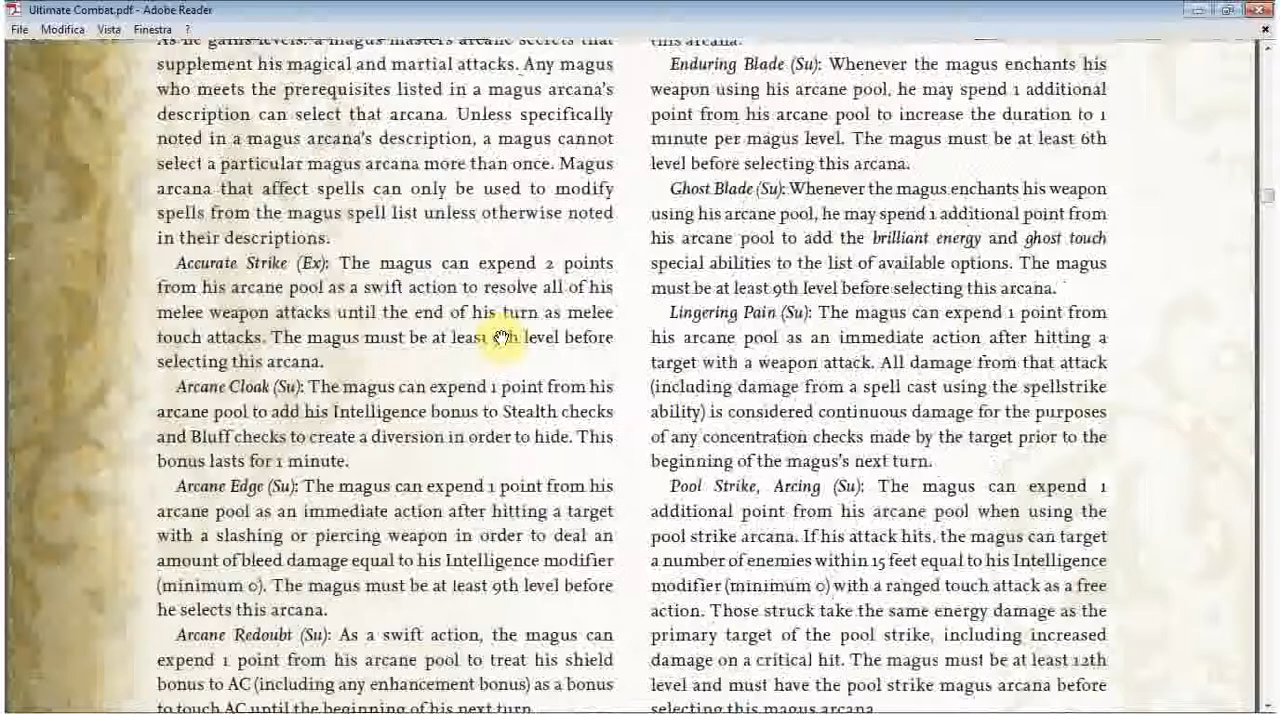 Ultimate Combat.pdf - Adobe Reader
File Modifica Vista Finestra ?
As he gains levels, a magus masters arcane secrets that
supplement his magical and martial attacks. Any magus
who meets the prerequisites listed in a magus arcana's
description can select that arcana. Unless specifically
noted in a magus arcana's description, a magus cannot
select a particular magus arcana more than once. Magus
arcana that affect spells can only be used to modify
spells from the magus spell list unless otherwise noted
in their descriptions.
Accurate Strike (Ex): The magus can expend 2 points
from his arcane pool as a swift action to resolve all of his
melee weapon attacks until the end of his turn as melee
touch attacks. The magus must be at least level before
selecting this arcana.
Arcane Cloak (Su): The magus can expend 1 point from his
arcane pool to add his Intelligence bonus to Stealth checks
and Bluff checks to create a diversion in order to hide. This
bonus lasts for 1 minute.
Arcane Edge (Su): The magus can expend 1 point from his
arcane pool as an immediate action after hitting a target
with a slashing or piercing weapon in order to deal an
amount of bleed damage equal to his Intelligence modifier
(minimum 0). The magus must be at least 9th level before
he selects this arcana.
Arcane Redoubt (Su): As a swift action, the magus can
expend 1 point from his arcane pool to treat his shield
bonus to AC (including any enhancement bonus) as a bonus
to touch AC until the beginning of his next turn.
this arcana.
Enduring Blade (Su): Whenever the magus enchants his
weapon using his arcane pool, he may spend 1 additional
point from his arcane pool to increase the duration to 1
minute per magus level. The magus must be at least 6th
level before selecting this arcana.
Ghost Blade (Su): Whenever the magus enchants his weapon
using his arcane pool, he may spend 1 additional point from
his arcane pool to add the brilliant energy and ghost touch
special abilities to the list of available options. The magus
must be at least 9th level before selecting this arcana.
Lingering Pain (Su): The magus can expend 1 point from
his arcane pool as an immediate action after hitting a
target with a weapon attack. All damage from that attack
(including damage from a spell cast using the spellstrike
ability) is considered continuous damage for the purposes
of any concentration checks made by the target prior to the
beginning of the magus's next turn.
Pool Strike, Arcing (Su): The magus can expend 1
additional point from his arcane pool when using the
pool strike arcana. If his attack hits, the magus can target
a number of enemies within 15 feet equal to his Intelligence
modifier (minimum 0) with a ranged touch attack as a free
action. Those struck take the same energy damage as the
primary target of the pool strike, including increased
damage on a critical hit. The magus must be at least 12th
level and must have the pool strike magus arcana before
selecting this magus arcana.